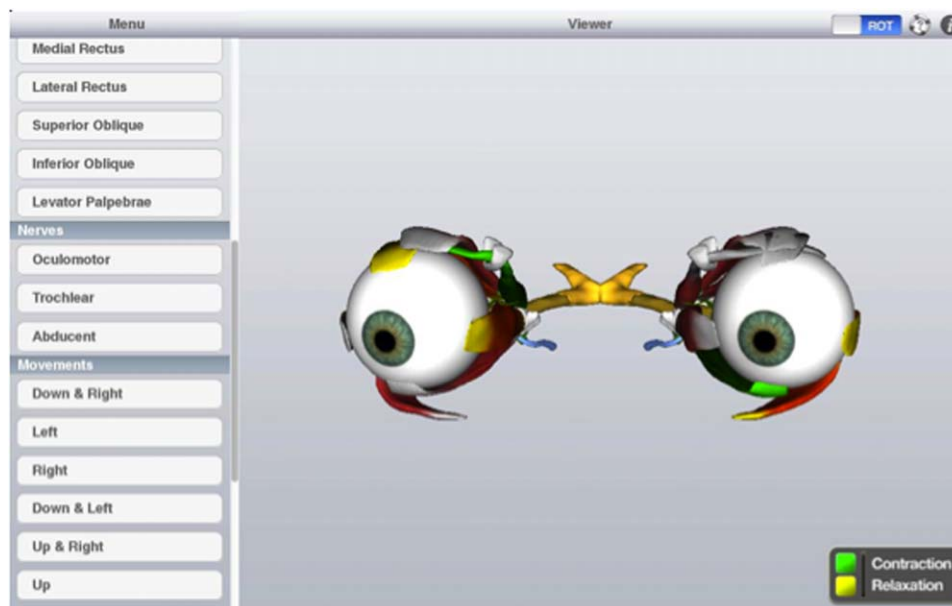 Menu
Viewer
ROT
Medial Rectus
Lateral Rectus
Superior Oblique
Inferior Oblique
Levator Palpebrae
Nerves
Oculomotor
Trochlear
Abducent
Movements
Down & Right
Left
Right
Down & Left
Up & Right
Up
Contraction
Relaxation